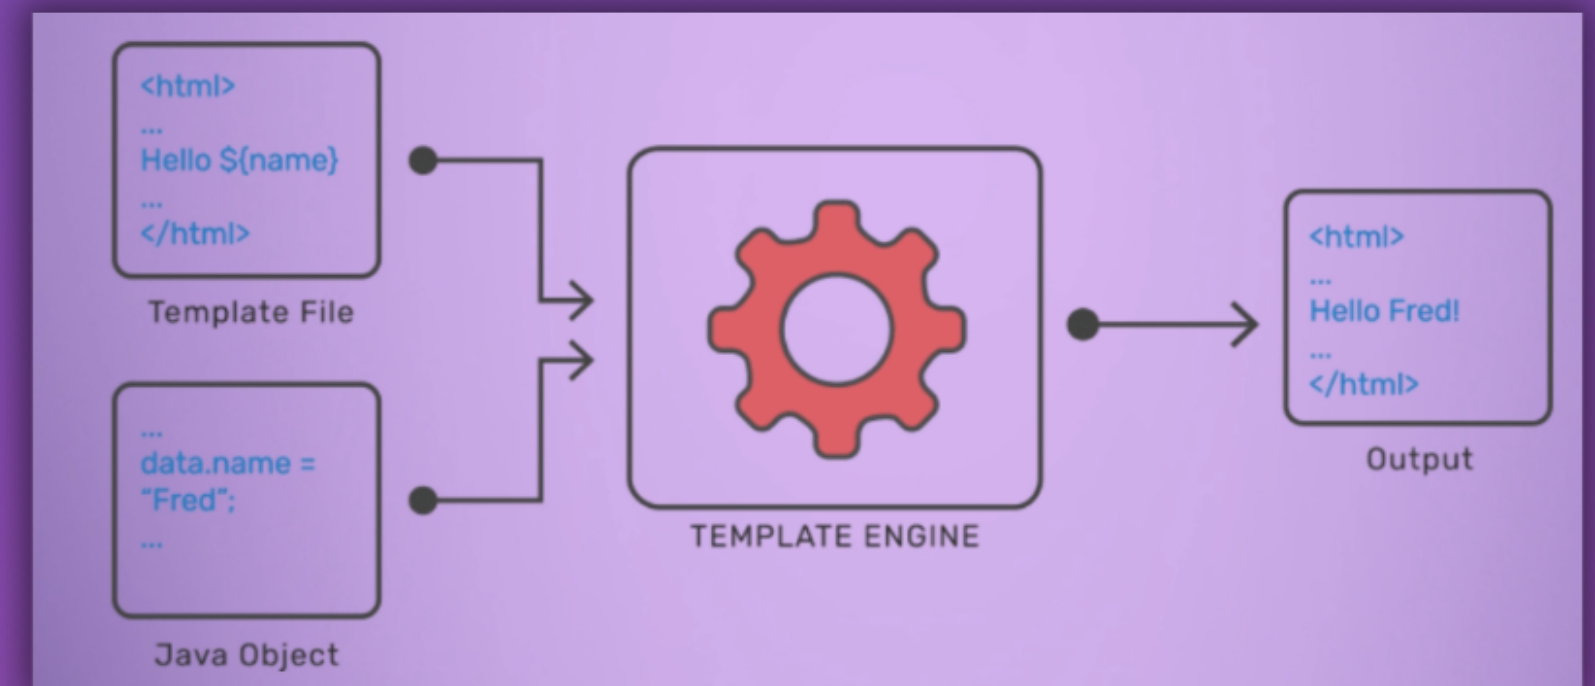 <html>
...
Hello ${name}
...
</html>
Template File
...
data.name =
“Fred”;
...
Java Object
TEMPLATE ENGINE
<html>
...
Hello Fred!
...
</html>
Output